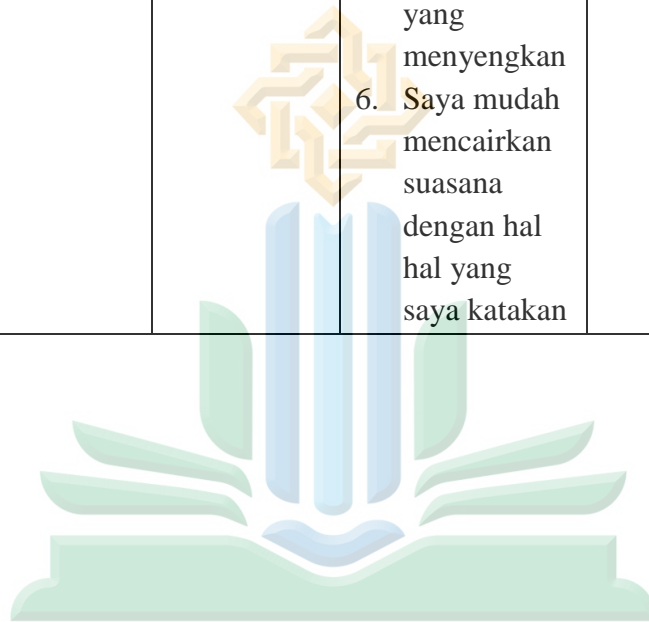 yang
menyengkan
6. Saya mudah
mencairkan
suasana
dengan hal
hal yang
saya katakan